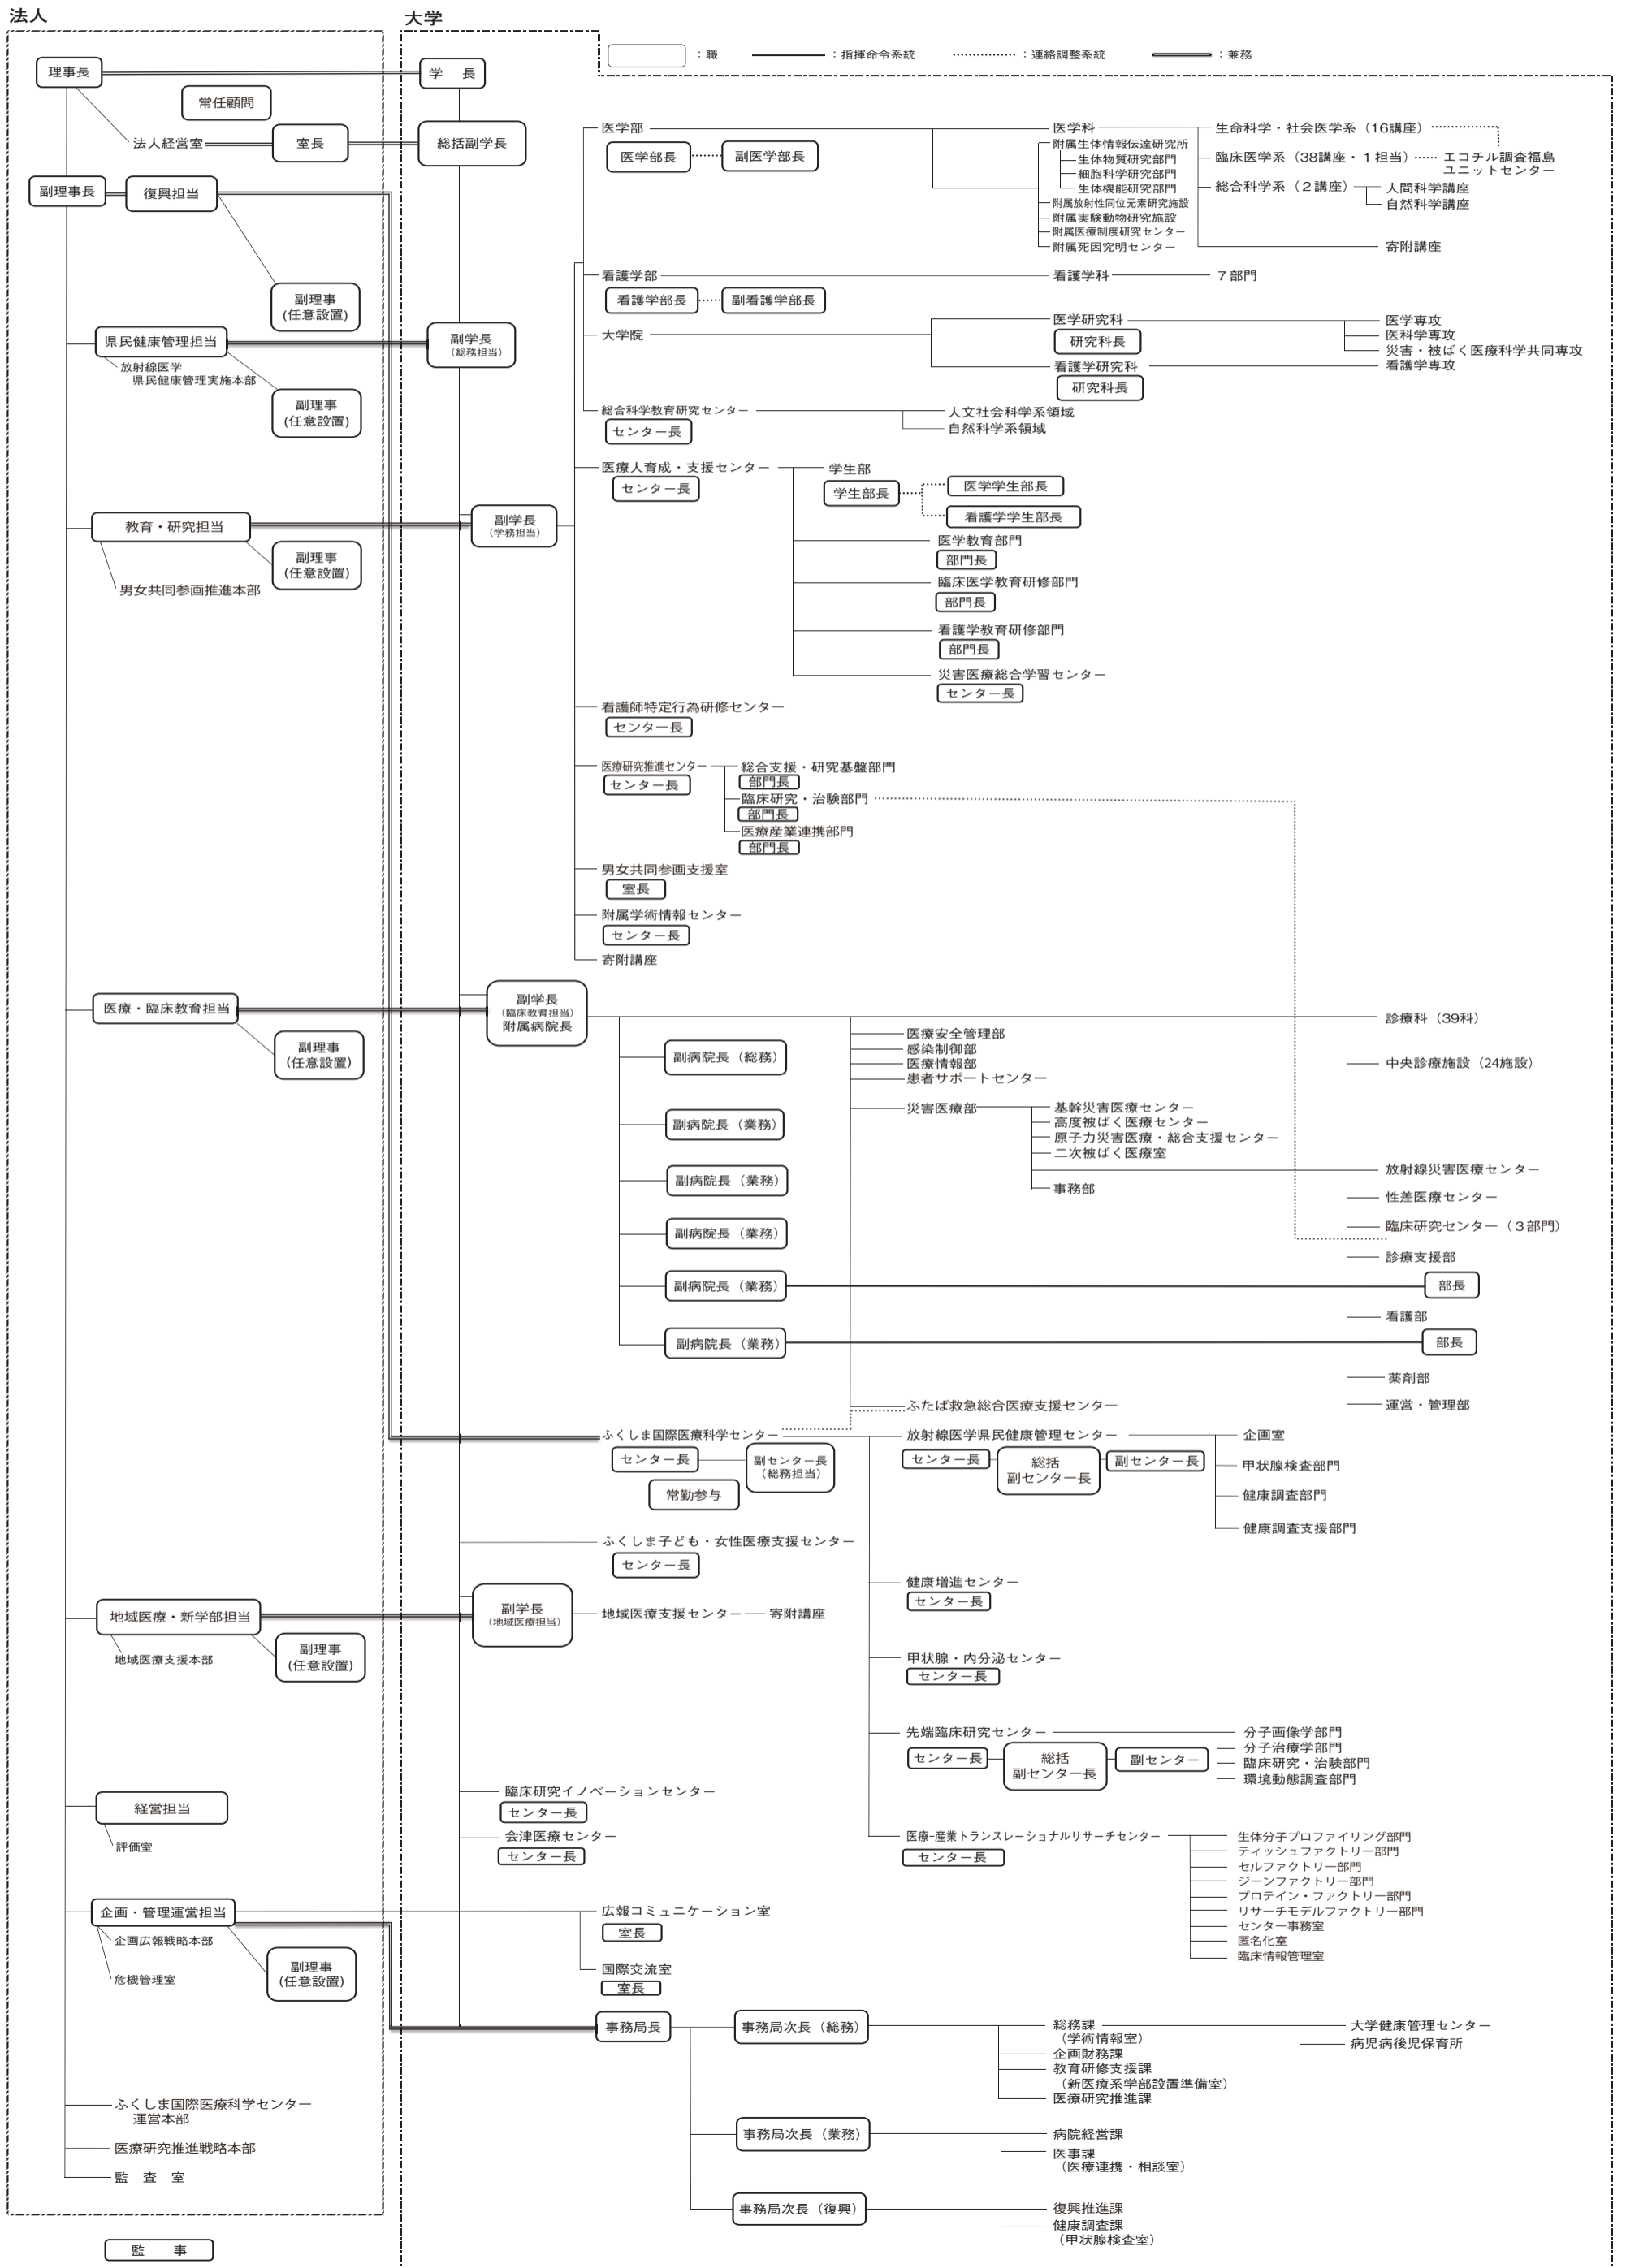 法人
大学
：職
：指揮命令系統
：連絡調整系統
：兼務
理事長
学　長
常任顧問
法人経営室
室長
総括副学長
副理事長
復興担当
副理事
(任意設置)
県民健康管理担当
放射線医学
県民健康管理実施本部
副理事
(任意設置)
副学長
（総務担当）
教育・研究担当
副理事
(任意設置)
男女共同参画推進本部
副学長
（学務担当）
医学部
医学部長
副医学部長
医学科
附属生体情報伝達研究所
生体物質研究部門
細胞科学研究部門
生体機能研究部門
附属放射性同位元素研究施設
附属実験動物研究施設
附属医療制度研究センター
附属死因究明センター
生命科学・社会医学系（16講座）
臨床医学系（38講座・１担当）
エコチル調査福島
ユニットセンター
総合科学系（２講座）
人間科学講座
自然科学講座
寄附講座
看護学部
看護学部長
副看護学部長
看護学科
７部門
大学院
医学研究科
研究科長
医学専攻
医科学専攻
災害・被ばく医療科学共同専攻
看護学研究科
看護学専攻
研究科長
総合科学教育研究センター
センター長
人文社会科学系領域
自然科学系領域
医療人育成・支援センター
センター長
学生部
学生部長
医学学生部長
看護学学生部長
医学教育部門
部門長
臨床医学教育研修部門
部門長
看護学教育研修部門
部門長
災害医療総合学習センター
センター長
看護師特定行為研修センター
センター長
医療研究推進センター
センター長
総合支援・研究基盤部門
部門長
臨床研究・治験部門
部門長
医療産業連携部門
部門長
男女共同参画支援室
室長
附属学術情報センター
センター長
寄附講座
医療・臨床教育担当
副理事
(任意設置)
副学長
（臨床教育担当）
附属病院長
副病院長（総務）
副病院長（業務）
副病院長（業務）
副病院長（業務）
副病院長（業務）
副病院長（業務）
医療安全管理部
感染制御部
医療情報部
患者サポートセンター
災害医療部
基幹災害医療センター
高度被ばく医療センター
原子力災害医療・総合支援センター
二次被ばく医療室
事務部
ふたば救急総合医療支援センター
診療科（39科）
中央診療施設（24施設）
放射線災害医療センター
性差医療センター
臨床研究センター（３部門）
診療支援部
部長
看護部
部長
薬剤部
運営・管理部
ふくしま国際医療科学センター
センター長
副センター長
（総務担当）
常勤参与
放射線医学県民健康管理センター
センター長
総括
副センター長
副センター長
企画室
甲状腺検査部門
健康調査部門
健康調査支援部門
ふくしま子ども・女性医療支援センター
センター長
健康増進センター
センター長
地域医療・新学部担当
地域医療支援本部
副理事
(任意設置)
副学長
（地域医療担当）
地域医療支援センター
寄附講座
甲状腺・内分泌センター
センター長
先端臨床研究センター
センター長
総括
副センター長
副センター
分子画像学部門
分子治療学部門
臨床研究・治験部門
環境動態調査部門
経営担当
評価室
臨床研究イノベーションセンター
センター長
会津医療センター
センター長
医療-産業トランスレーショナルリサーチセンター
センター長
生体分子プロファイリング部門
ティッシュファクトリー部門
セルファクトリー部門
ジーンファクトリー部門
プロテイン・ファクトリー部門
リサーチモデルファクトリー部門
センター事務室
匿名化室
臨床情報管理室
企画・管理運営担当
企画広報戦略本部
危機管理室
副理事
(任意設置)
広報コミュニケーション室
室長
国際交流室
室長
事務局長
事務局次長（総務）
総務課
（学術情報室）
企画財務課
教育研修支援課
（新医療系学部設置準備室）
医療研究推進課
大学健康管理センター
病児病後児保育所
事務局次長（業務）
病院経営課
医事課
（医療連携・相談室）
事務局次長（復興）
復興推進課
健康調査課
（甲状腺検査室）
ふくしま国際医療科学センター
運営本部
医療研究推進戦略本部
監　査　室
監　　事